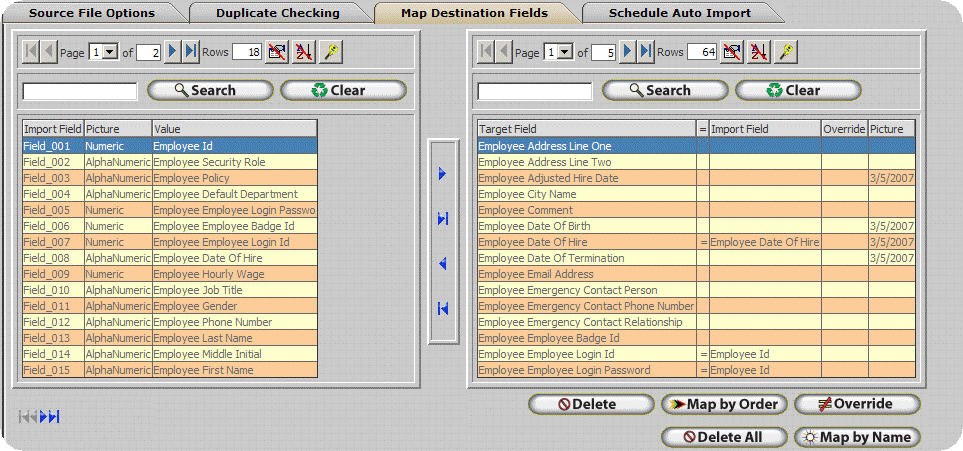 Source File Options Duplicate Checking Map Destination Fields Schedule Auto Import
Page 1 of 2 Rows 18
Search Clear
Import Field Picture Value
Field_001 Numeric Employee Id
Field_002 AlphaNumeric Employee Security Role
Field_003 AlphaNumeric Employee Policy
Field_004 AlphaNumeric Employee Default Department
Field_005 Numeric Employee Employee Login Passwo
Field_006 Numeric Employee Employee Badge Id
Field_007 Numeric Employee Employee Login Id
Field_008 AlphaNumeric Employee Date Of Hire
Field_009 Numeric Employee Hourly Wage
Field_010 AlphaNumeric Employee Job Title
Field_011 AlphaNumeric Employee Gender
Field_012 AlphaNumeric Employee Phone Number
Field_013 AlphaNumeric Employee Last Name
Field_014 AlphaNumeric Employee Middle Initial
Field_015 AlphaNumeric Employee First Name
Page 1 of 5 Rows 64
Search Clear
Target Field = Import Field Override Picture
Employee Address Line One
Employee Address Line Two
Employee Adjusted Hire Date 3/5/2007
Employee City Name
Employee Comment
Employee Date Of Birth 3/5/2007
Employee Date Of Hire = Employee Date Of Hire 3/5/2007
Employee Date Of Termination 3/5/2007
Employee Email Address
Employee Emergency Contact Person
Employee Emergency Contact Phone Number
Employee Emergency Contact Relationship
Employee Employee Badge Id
Employee Employee Login Id = Employee Id
Employee Employee Login Password = Employee Id
Delete Map by Order Override
Delete All Map by Name